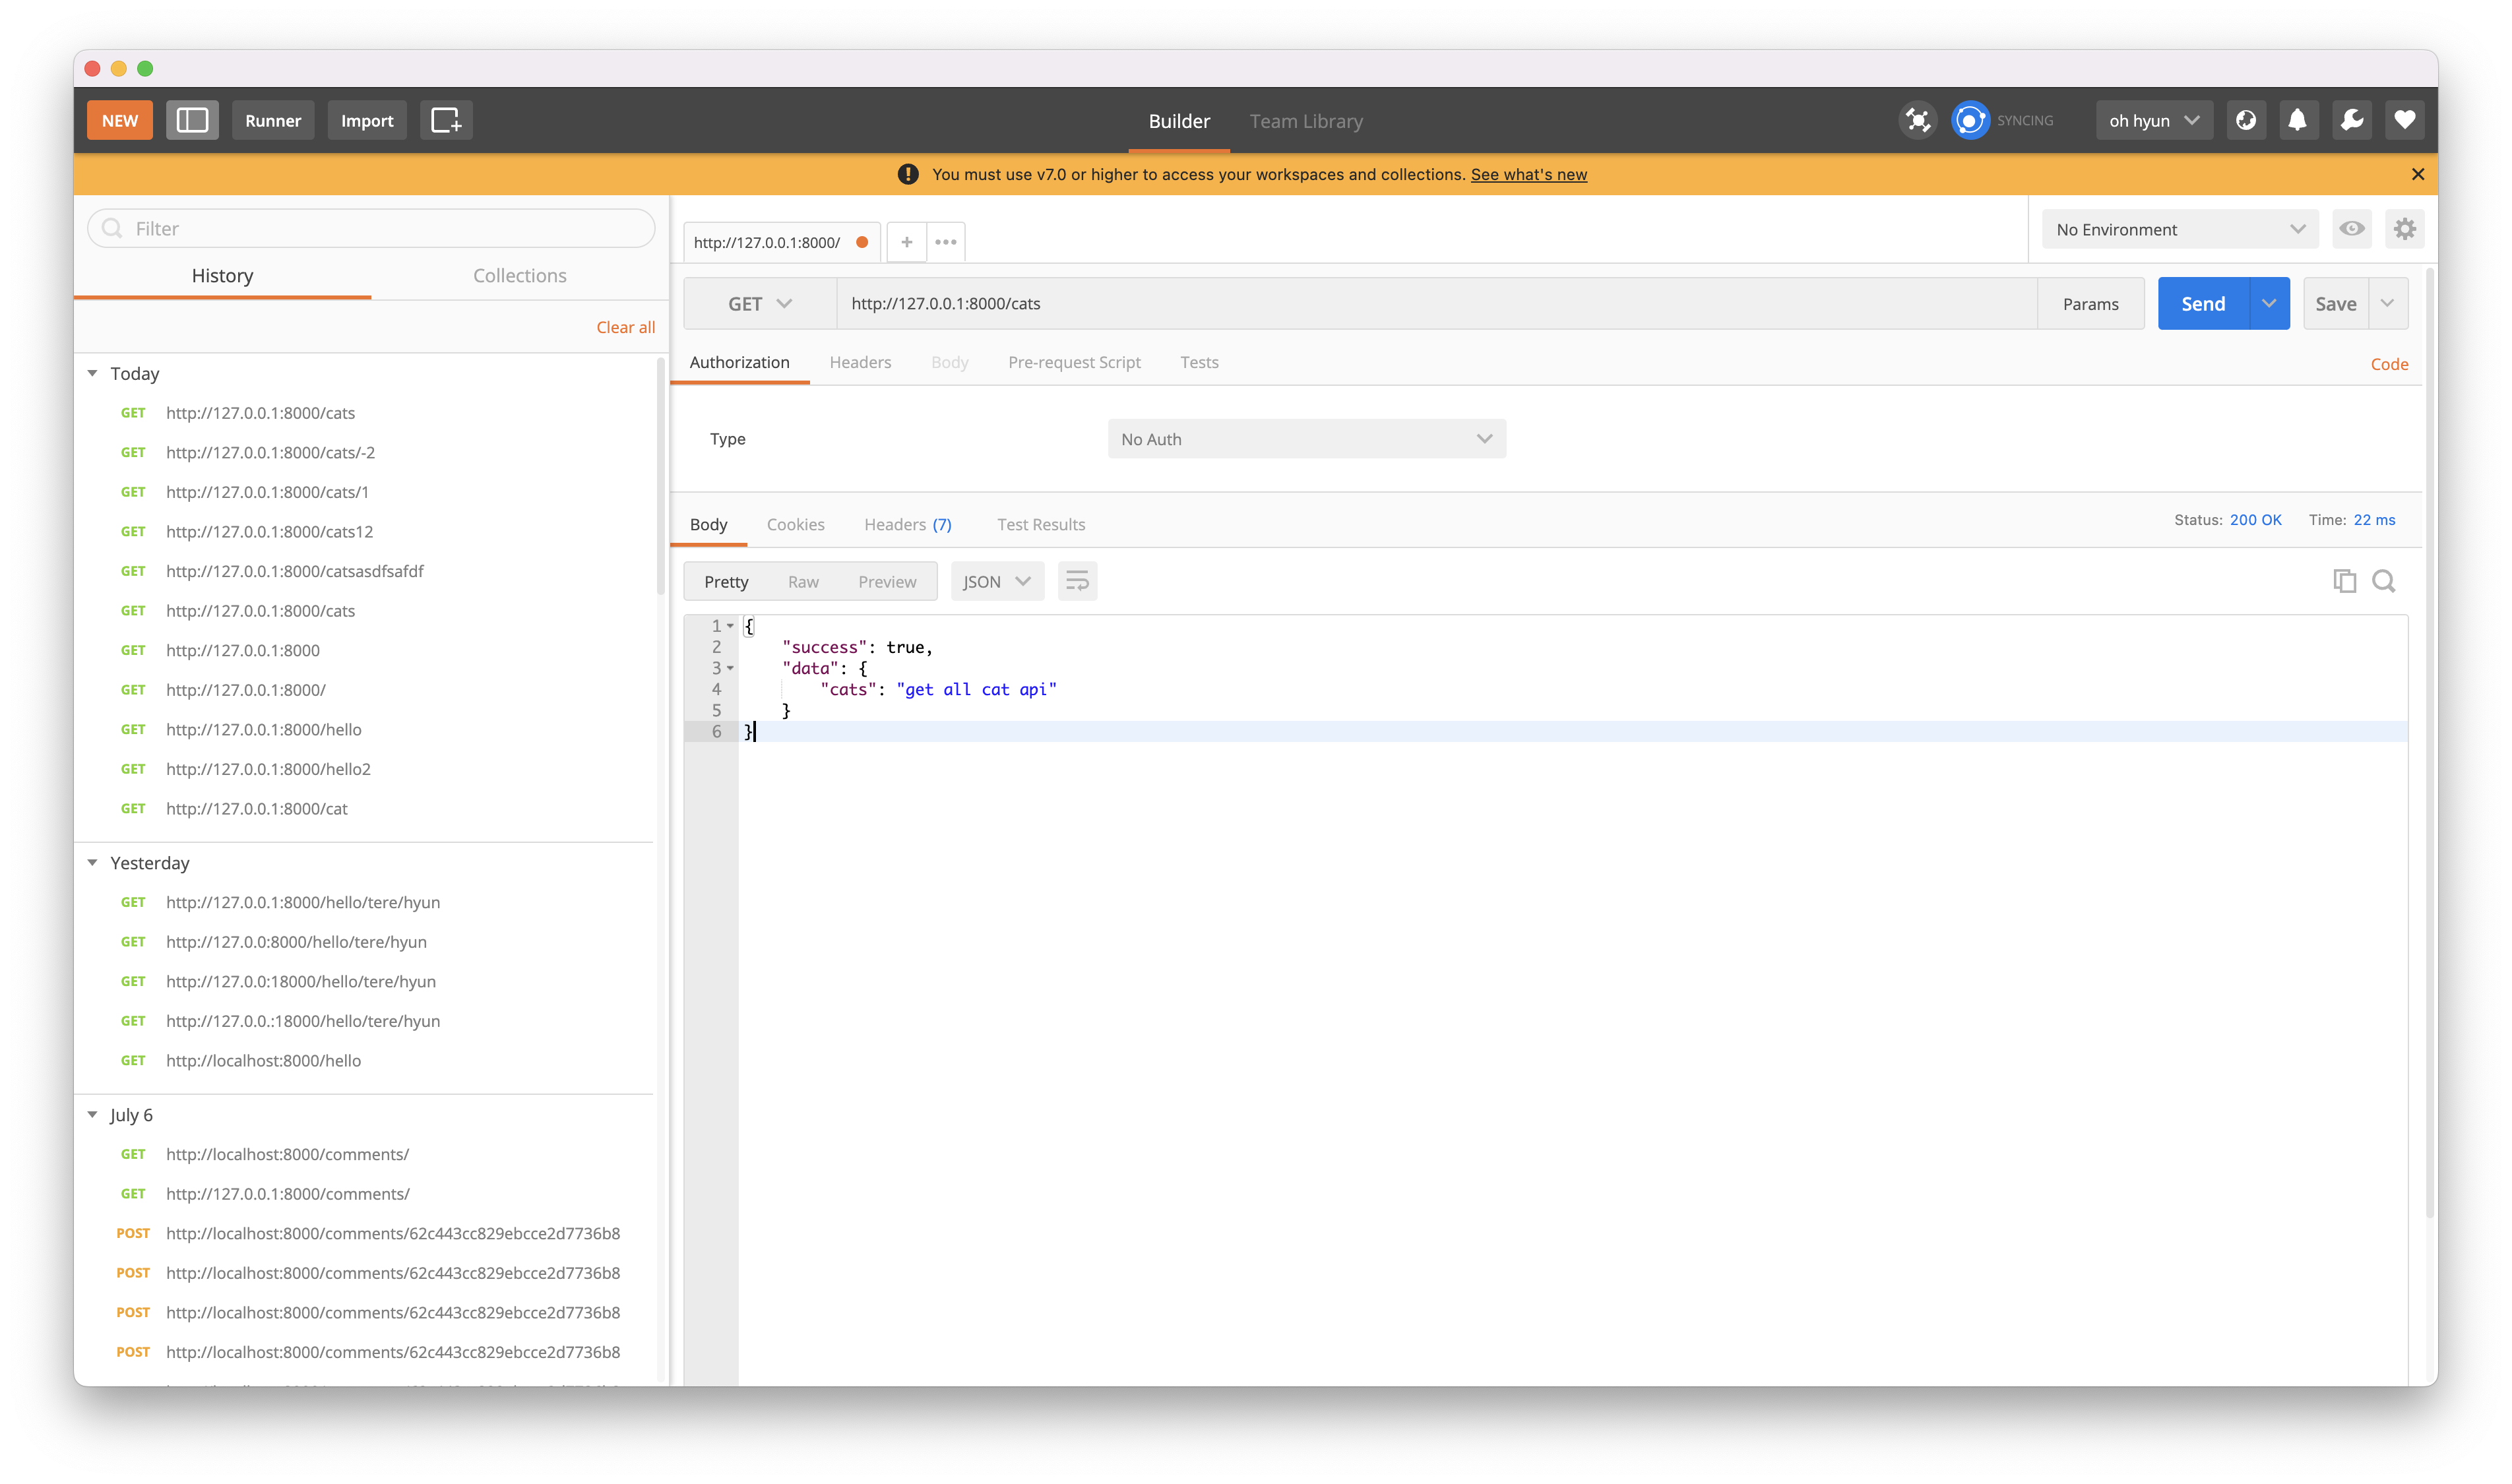 NEW Runner Import Builder Team Library SYNCING oh hyun
You must use v7.0 or higher to access your workspaces and collections. See what's new
Filter
History Collections
Clear all
Today
GET http://127.0.0.1:8000/cats
GET http://127.0.0.1:8000/cats/-2
GET http://127.0.0.1:8000/cats/1
GET http://127.0.0.1:8000/cats12
GET http://127.0.0.1:8000/catsasdfsafdf
GET http://127.0.0.1:8000/cats
GET http://127.0.0.1:8000
GET http://127.0.0.1:8000/
GET http://127.0.0.1:8000/hello
GET http://127.0.0.1:8000/hello2
GET http://127.0.0.1:8000/cat
Yesterday
GET http://127.0.0.1:8000/hello/tere/hyun
GET http://127.0.0:8000/hello/tere/hyun
GET http://127.0.0:18000/hello/tere/hyun
GET http://127.0.0.:18000/hello/tere/hyun
GET http://localhost:8000/hello
July 6
GET http://localhost:8000/comments/
GET http://127.0.0.1:8000/comments/
POST http://localhost:8000/comments/62c443cc829ebcce2d7736b8
POST http://localhost:8000/comments/62c443cc829ebcce2d7736b8
POST http://localhost:8000/comments/62c443cc829ebcce2d7736b8
POST http://localhost:8000/comments/62c443cc829ebcce2d7736b8
http://127.0.0.1:8000/ No Environment
GET http://127.0.0.1:8000/cats Params Send Save
Authorization Headers Body Pre-request Script Tests Code
Type No Auth
Body Cookies Headers (7) Test Results Status: 200 OK Time: 22 ms
Pretty Raw Preview JSON
1 {
2 "success": true,
3 "data": {
4 "cats": "get all cat api"
5 }
6 }